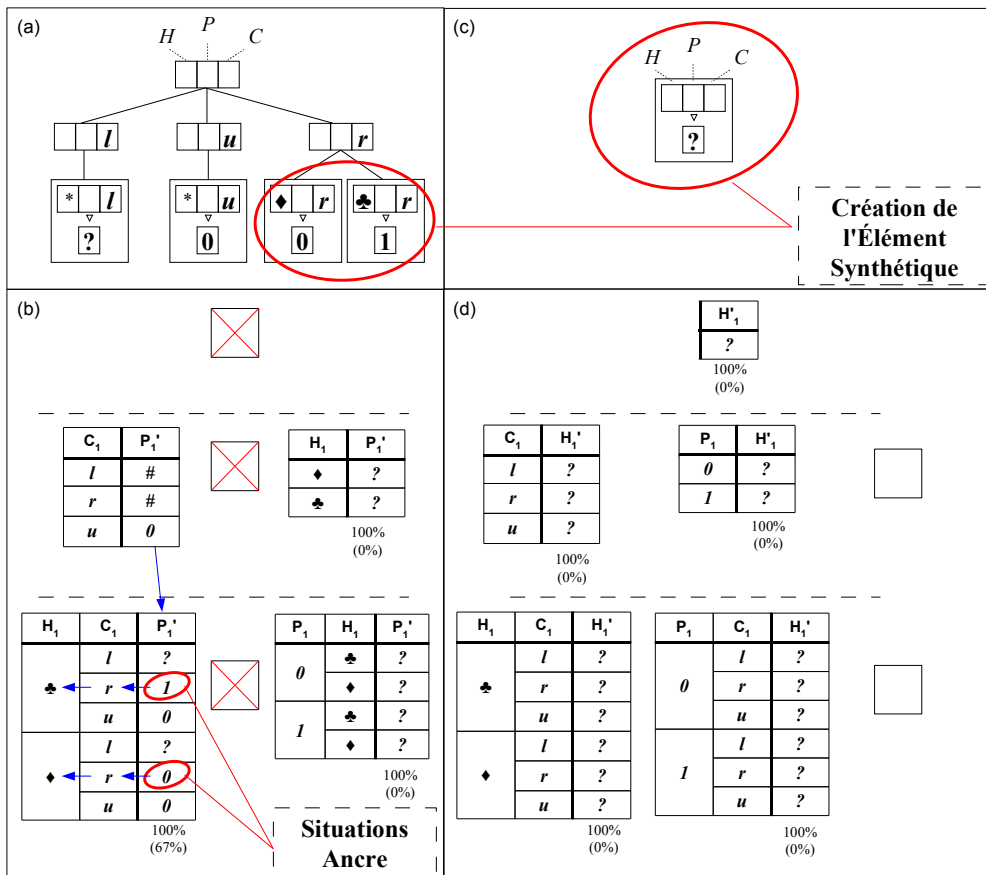 (a)
H P C
l u r
* l * u ♦ r ♣ r
? 0 0 1
(c)
H P C
?
Création de
l'Élément
Synthétique
(b)
C₁ P₁'
l #
r #
u 0
H₁ P₁'
♦ ?
♣ ?
100%
(0%)
H₁ C₁ P₁'
♣ l ?
r 1
u 0
♦ l ?
r 0
u 0
100%
(67%)
P₁ H₁ P₁'
0 ♣ ?
♦ ?
1 ♣ ?
♦ ?
100%
(0%)
Situations
Ancre
(d)
H'₁
?
100%
(0%)
C₁ H₁'
l ?
r ?
u ?
100%
(0%)
P₁ H'₁
0 ?
1 ?
100%
(0%)
H₁ C₁ H₁'
♣ l ?
r ?
u ?
♦ l ?
r ?
u ?
100%
(0%)
P₁ C₁ H₁'
0 l ?
r ?
u ?
1 l ?
r ?
u ?
100%
(0%)